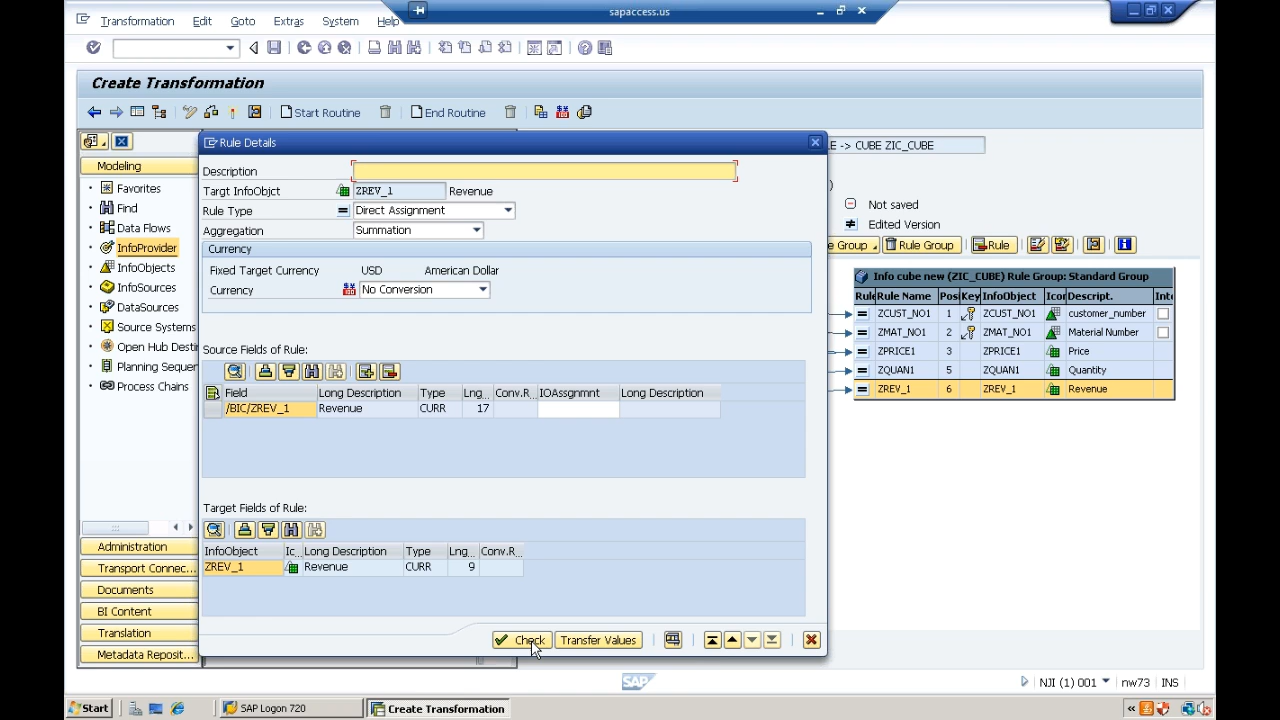 Transformation Edit Goto Extras System Help
sapaccess.us
Create Transformation
Start Routine End Routine
Modeling
Favorites
Find
Data Flows
InfoProvider
InfoObjects
InfoSources
DataSources
Source Systems
Open Hub Desti
Planning Sequer
Process Chains
Administration
Transport Connec...
Documents
BI Content
Translation
Metadata Reposit...
Rule Details
Description
Targt InfoObjct ZREV_1 Revenue
Rule Type Direct Assignment
Aggregation Summation
Currency
Fixed Target Currency USD American Dollar
Currency No Conversion
Source Fields of Rule:
Field Long Description Type Lng... Conv.R... IOAssgnmnt Long Description
/BIC/ZREV_1 Revenue CURR 17
Target Fields of Rule:
InfoObject Ic... Long Description Type Lng... Conv.R...
ZREV_1 Revenue CURR 9
Check Transfer Values
LE -> CUBE ZIC_CUBE
)
Not saved
Edited Version
e Group Rule Group Rule
Info cube new (ZIC_CUBE) Rule Group: Standard Group
Rule Rule Name Pos Key InfoObject Icor Descript. Inte
ZCUST_NO1 1 ZCUST_NO1 customer_number
ZMAT_NO1 2 ZMAT_NO1 Material Number
ZPRICE1 3 ZPRICE1 Price
ZQUAN1 5 ZQUAN1 Quantity
ZREV_1 6 ZREV_1 Revenue
SAP
NJI (1) 001 nw73 INS
Start SAP Logon 720 Create Transformation